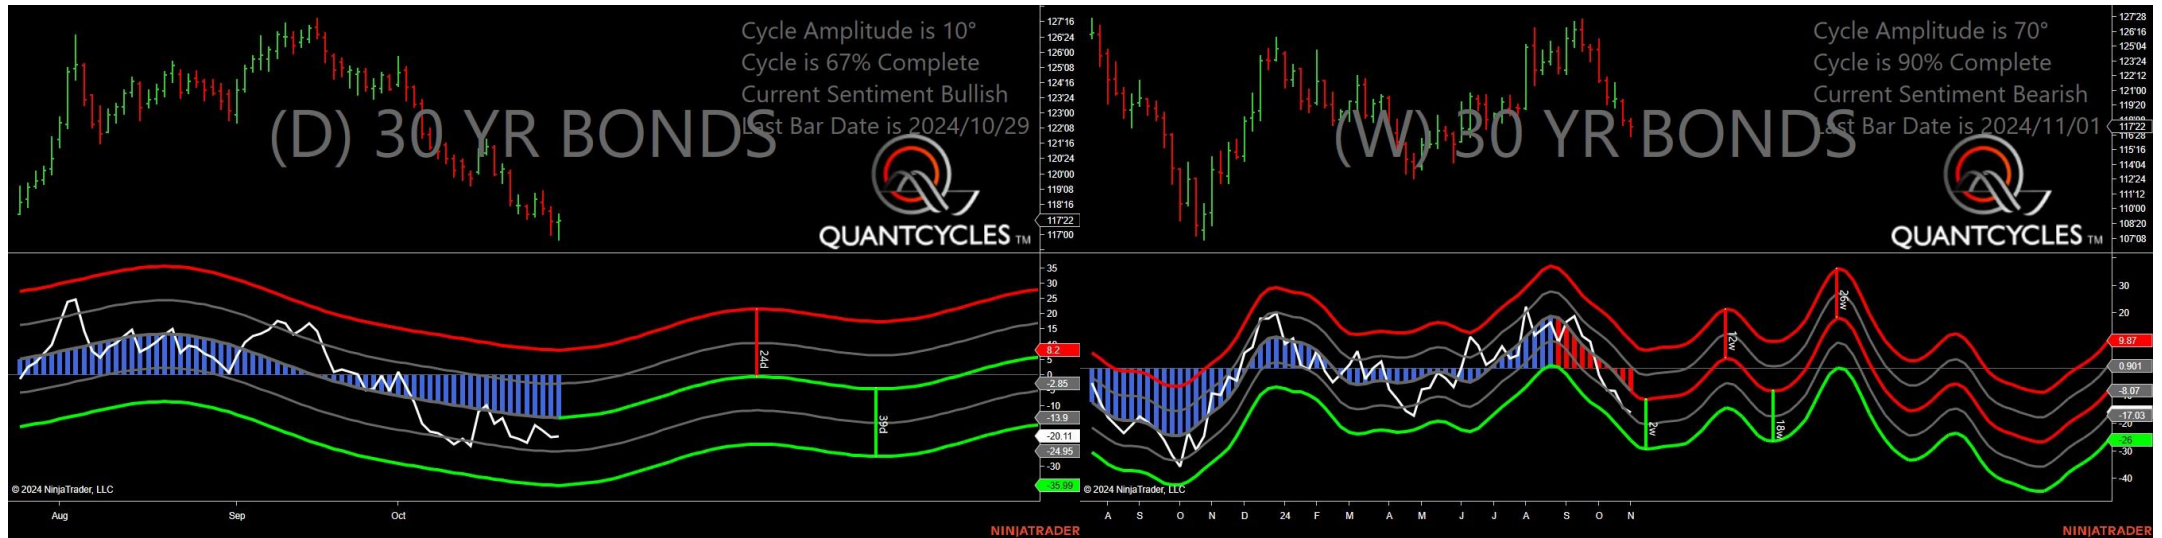 Cycle Amplitude is 10°
Cycle is 67% Complete
Current Sentiment Bullish
Last Bar Date is 2024/10/29
(D) 30 YR BONDS
QUANTCYCLES TM
127'16
126'24
126'00
125'08
124'16
123'24
123'00
122'08
121'16
120'24
120'00
119'08
118'16
117'22
117'00
35
30
25
20
15
8.2
5
0
-2.85
-10
-13.9
-20.11
-24.95
-30
-35.99
24d
39d
© 2024 NinjaTrader, LLC
Aug
Sep
Oct
NINJATRADER
Cycle Amplitude is 70°
Cycle is 90% Complete
Current Sentiment Bearish
Last Bar Date is 2024/11/01
(W) 30 YR BONDS
QUANTCYCLES TM
127'28
126'16
125'04
123'24
122'12
121'00
119'20
117'22
116'28
115'16
114'04
112'24
111'12
110'00
108'20
107'08
30
20
9.87
0.901
-8.07
-17.03
-20
-26
-30
-40
2w
12w
18w
26w
© 2024 NinjaTrader, LLC
A
S
O
N
D
24
F
M
A
M
J
J
A
S
O
N
NINJATRADER